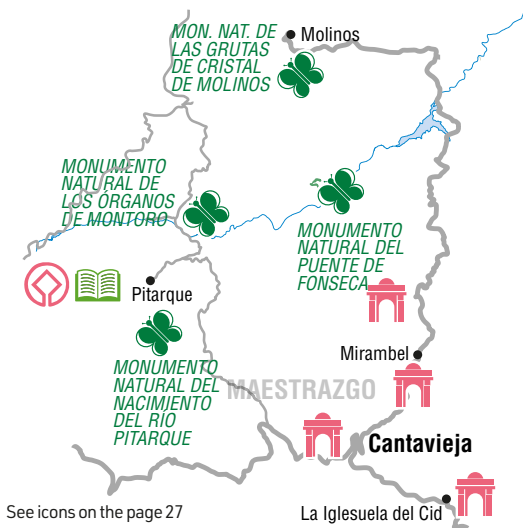 MON. NAT. DE
LAS GRUTAS
DE CRISTAL
DE MOLINOS
Molinos
MONUMENTO
NATURAL DE
LOS ÓRGANOS
DE MONTORO
MONUMENTO
NATURAL DEL
PUENTE DE
FONSECA
Pitarque
Mirambel
MONUMENTO
NATURAL DEL
NACIMIENTO
DEL RÍO
PITARQUE
MAESTRAZGO
Cantavieja
La Iglesuela del Cid
See icons on the page 27